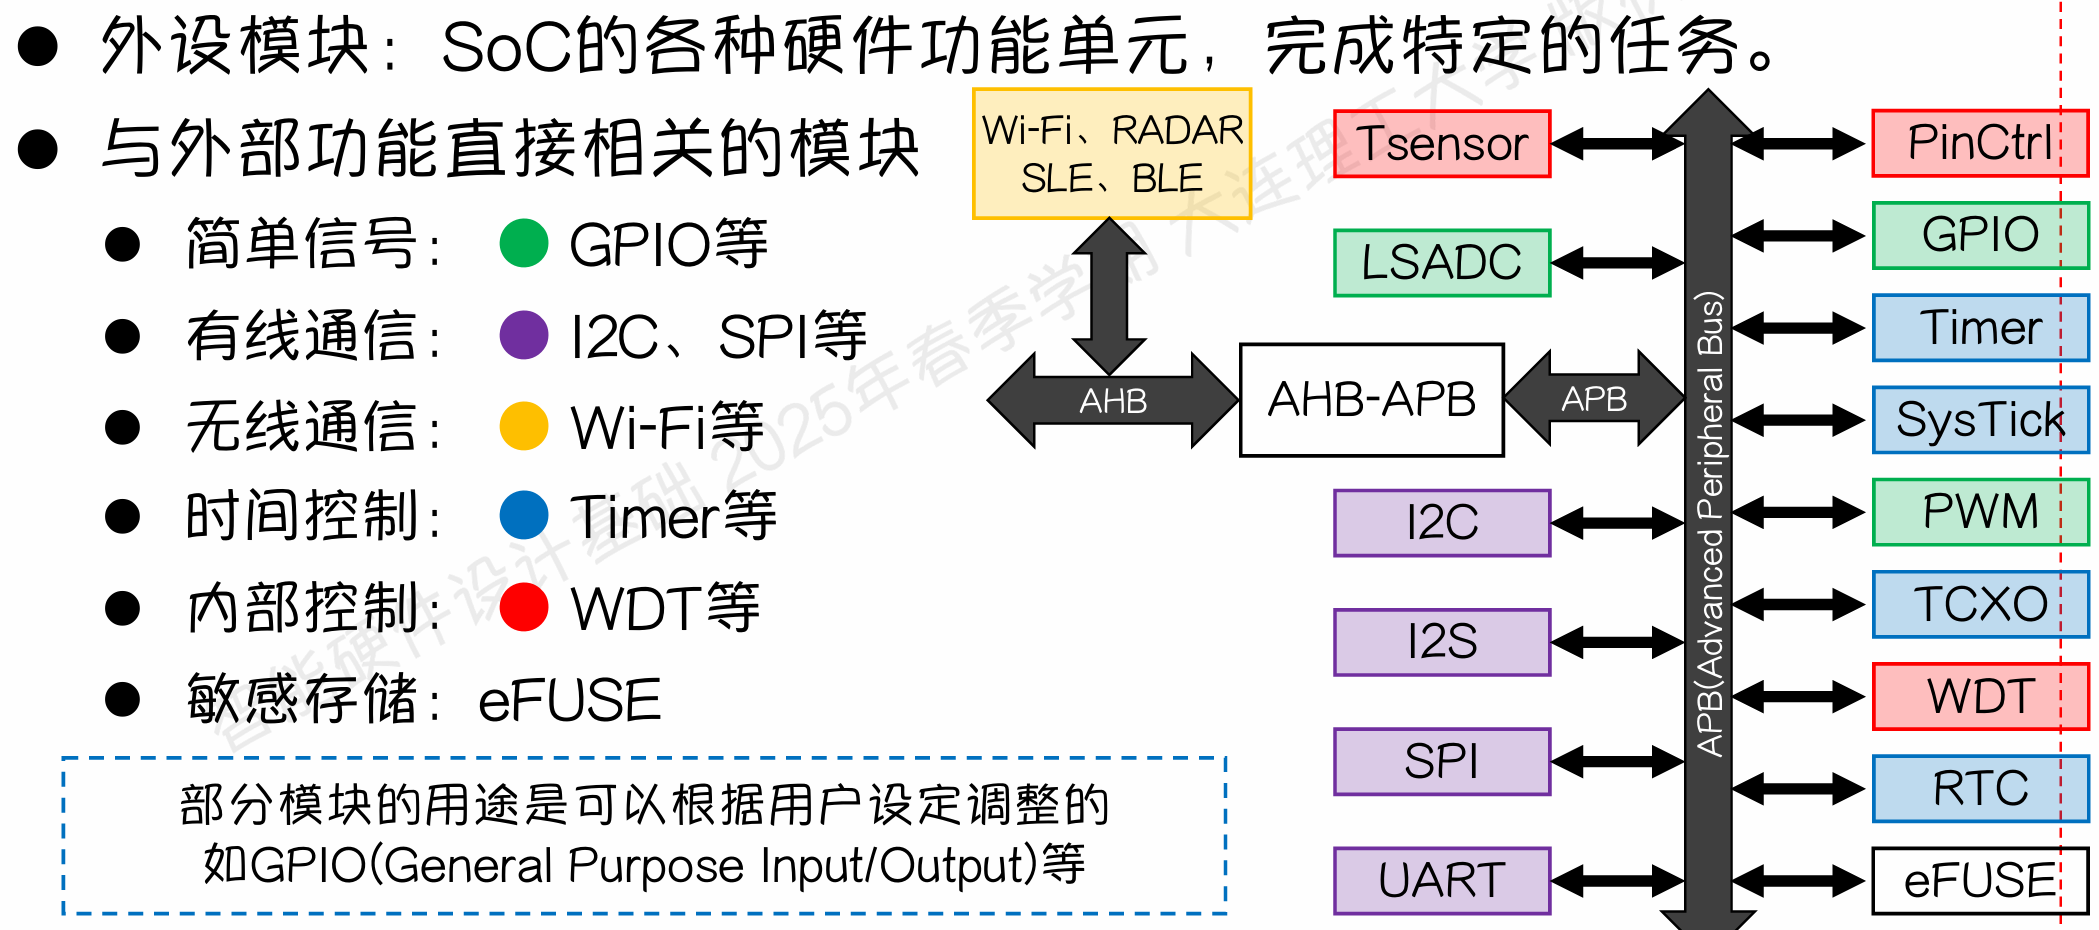 外设模块：SoC的各种硬件功能单元，完成特定的任务。
与外部功能直接相关的模块
简单信号：GPIO等
有线通信：I2C、SPI等
无线通信：Wi-Fi等
时间控制：Timer等
内部控制：WDT等
敏感存储：eFUSE
部分模块的用途是可以根据用户设定调整的
如GPIO(General Purpose Input/Output)等
Wi-Fi、RADAR
SLE、BLE
AHB
AHB-APB
APB
Tsensor
LSADC
I2C
I2S
SPI
UART
APB(Advanced Peripheral Bus)
PinCtrl
GPIO
Timer
SysTick
PWM
TCXO
WDT
RTC
eFUSE
智能硬件设计基础 2025年春季学期 大连理工大学 版权